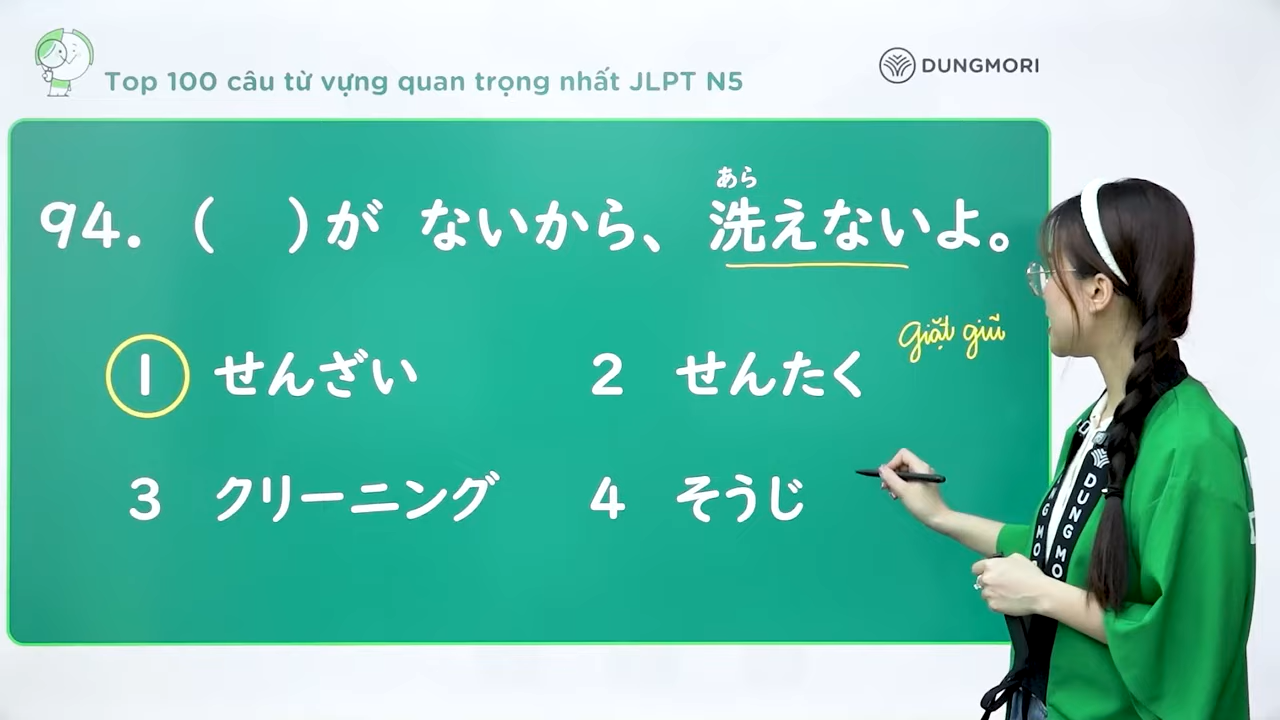 Top 100 câu từ vựng quan trọng nhất JLPT N5
DUNGMORI
あら
94. ( )が ないから、 洗えないよ。
giặt giũ
1 せんざい 2 せんたく
3 クリーニング 4 そうじ
DUNG MO